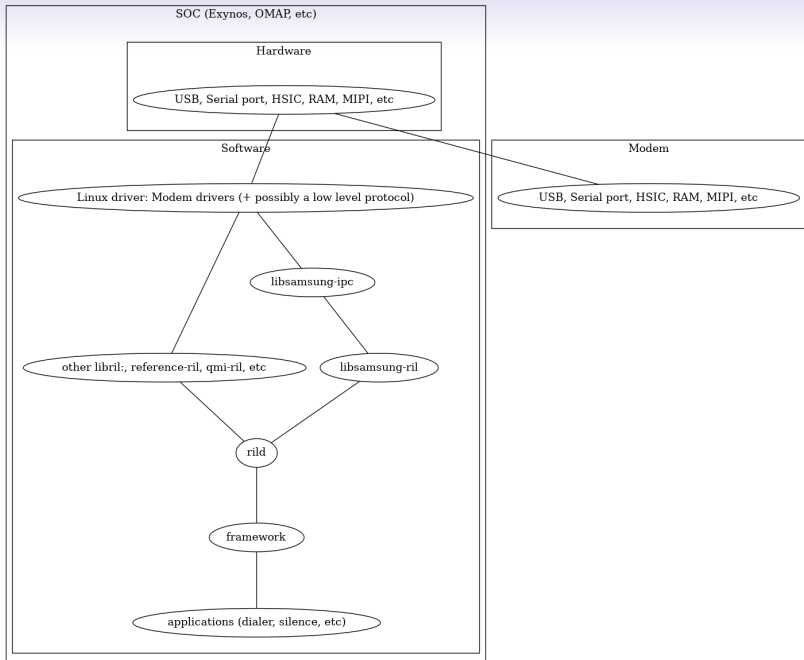 SOC (Exynos, OMAP, etc)
Hardware
USB, Serial port, HSIC, RAM, MIPI, etc
Software
Modem
Linux driver: Modem drivers (+ possibly a low level protocol)
USB, Serial port, HSIC, RAM, MIPI, etc
libsamsung-ipc
other libril:, reference-ril, qmi-ril, etc
libsamsung-ril
rild
framework
applications (dialer, silence, etc)